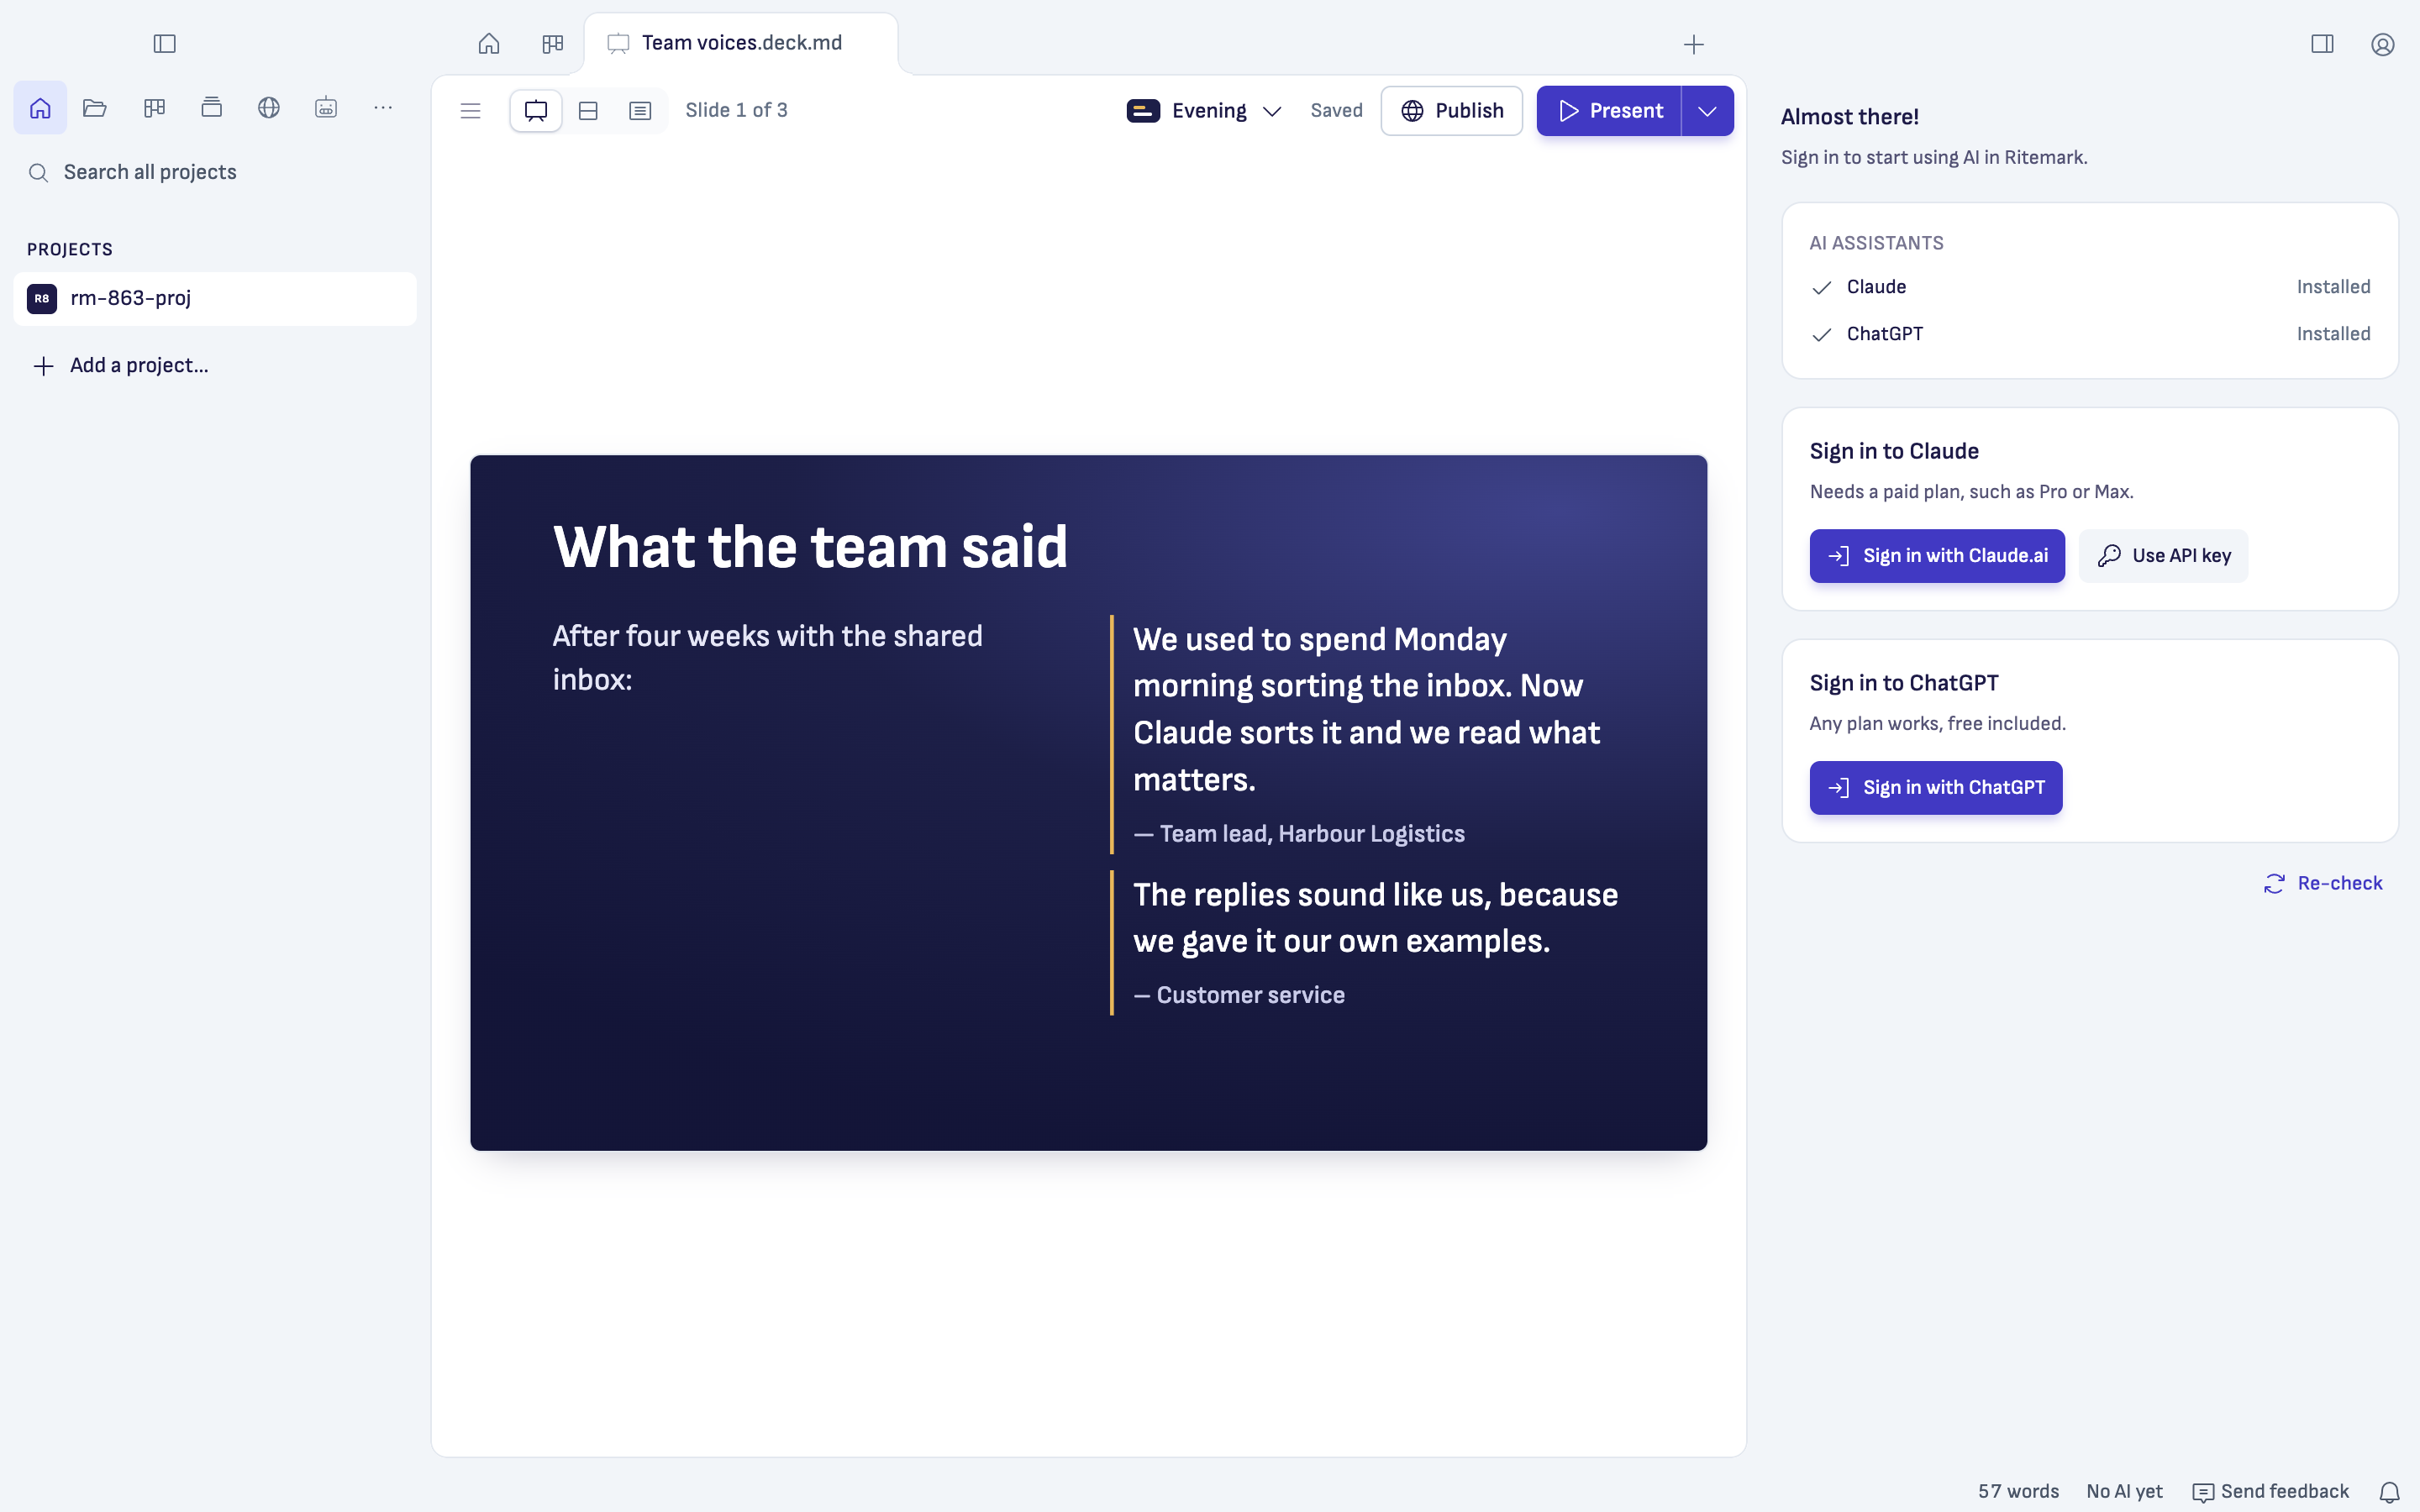 Team voices.deck.md
Slide 1 of 3
Evening
Saved
Publish
Present
Search all projects
PROJECTS
R8
rm-863-proj
Add a project...
What the team said
After four weeks with the shared
inbox:
We used to spend Monday
morning sorting the inbox. Now
Claude sorts it and we read what
matters.
— Team lead, Harbour Logistics
The replies sound like us, because
we gave it our own examples.
— Customer service
Almost there!
Sign in to start using AI in Ritemark.
AI ASSISTANTS
Claude Installed
ChatGPT Installed
Sign in to Claude
Needs a paid plan, such as Pro or Max.
Sign in with Claude.ai
Use API key
Sign in to ChatGPT
Any plan works, free included.
Sign in with ChatGPT
Re-check
57 words
No AI yet
Send feedback